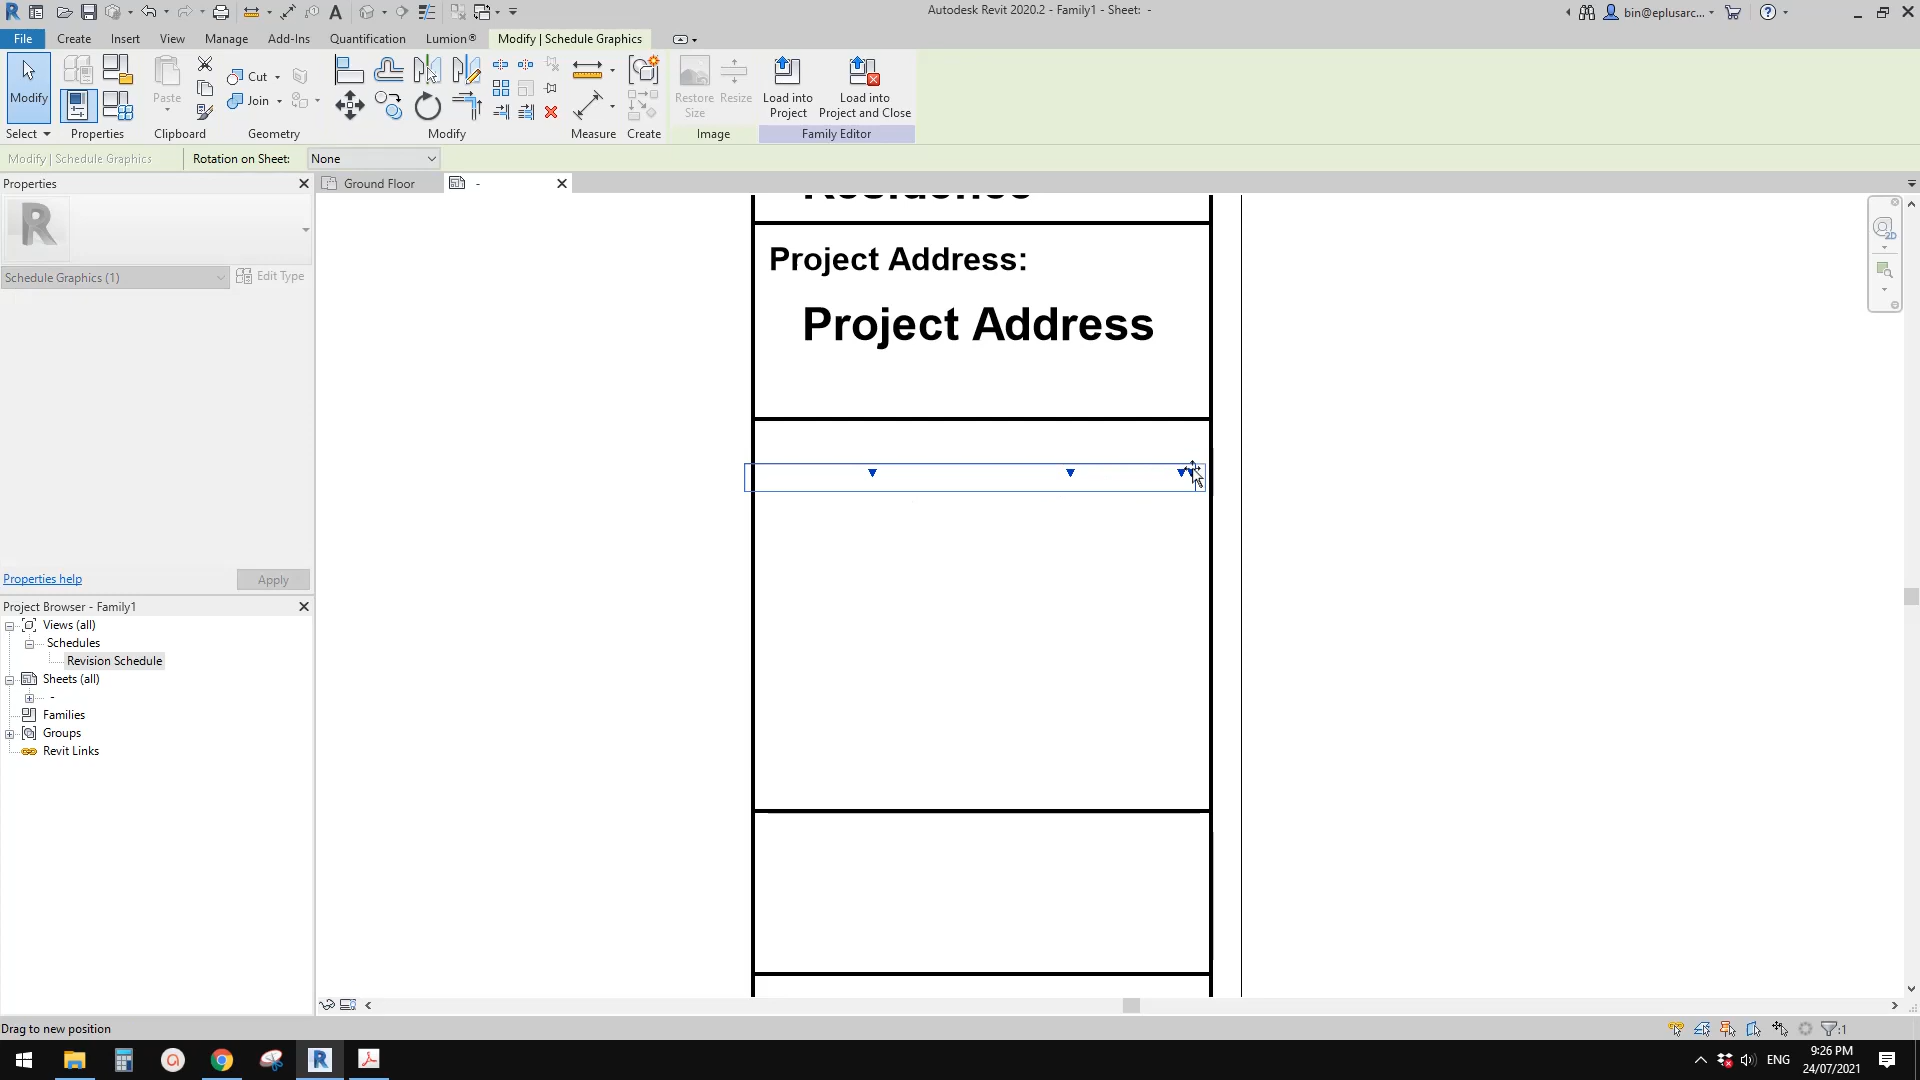 Autodesk Revit 2020.2 - Family1 - Sheet: -
bin@eplusarc...
File
Create
Insert
View
Manage
Add-Ins
Quantification
Lumion®
Modify | Schedule Graphics
Modify
Paste
Cut
Join
Restore Size
Resize
Load into Project
Load into Project and Close
Select
Properties
Clipboard
Geometry
Modify
Measure
Create
Image
Family Editor
Modify | Schedule Graphics
Rotation on Sheet:
None
Properties
Ground Floor
-
R
Schedule Graphics (1)
Edit Type
Residence
Project Address:
Project Address
Properties help
Apply
Project Browser - Family1
Views (all)
Schedules
Revision Schedule
Sheets (all)
-
Families
Groups
Revit Links
2D
Drag to new position
:1
ENG
9:26 PM
24/07/2021